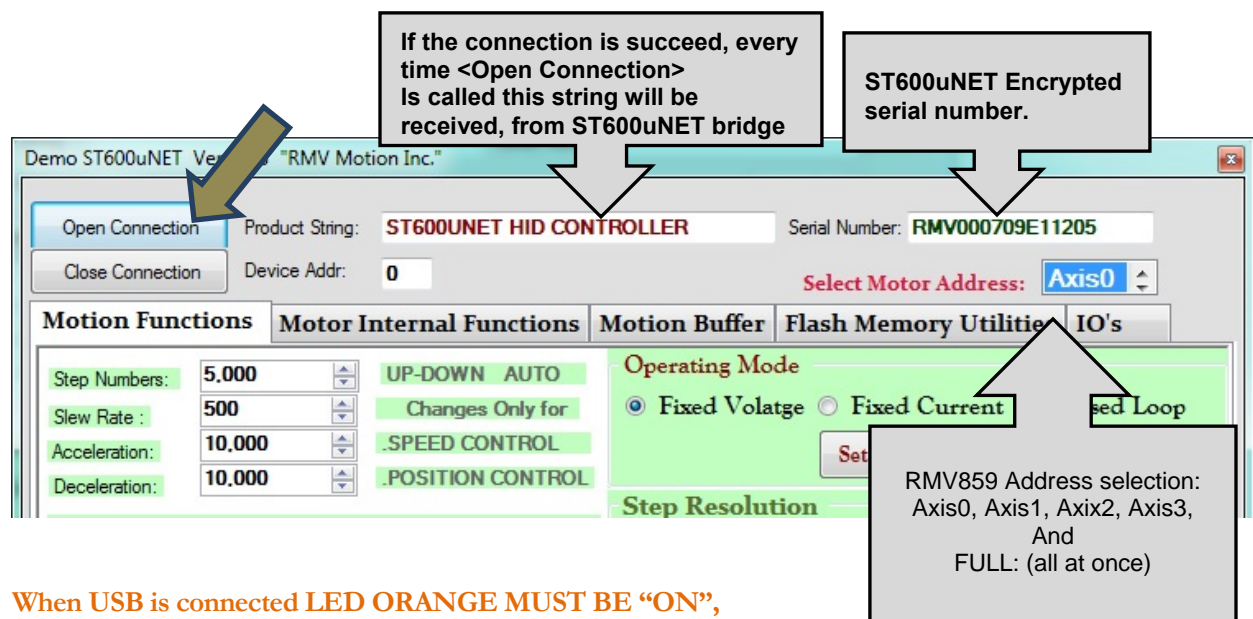 If the connection is succeed, every
time <Open Connection>
Is called this string will be
received, from ST600uNET bridge
ST600uNET Encrypted
serial number.
Demo ST600uNET "RMV Motion Inc."
Open Connection Product String: ST600UNET HID CONTROLLER Serial Number: RMV000709E11205
Close Connection Device Addr: 0 Select Motor Address: Axis0
Motion Functions Motor Internal Functions Motion Buffer Flash Memory Utilitie IO's
Step Numbers: 5,000 UP-DOWN AUTO
Slew Rate : 500 Changes Only for
Acceleration: 10,000 .SPEED CONTROL
Deceleration: 10,000 .POSITION CONTROL
Operating Mode
Fixed Volatge Fixed Current Loop
Set
Step Resolution
RMV859 Address selection:
Axis0, Axis1, Axix2, Axis3,
And
FULL: (all at once)
When USB is connected LED ORANGE MUST BE “ON”,